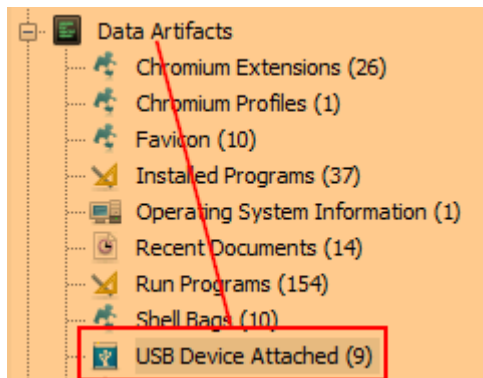 Data Artifacts
Chromium Extensions (26)
Chromium Profiles (1)
Favicon (10)
Installed Programs (37)
Operating System Information (1)
Recent Documents (14)
Run Programs (154)
Shell Bags (10)
USB Device Attached (9)